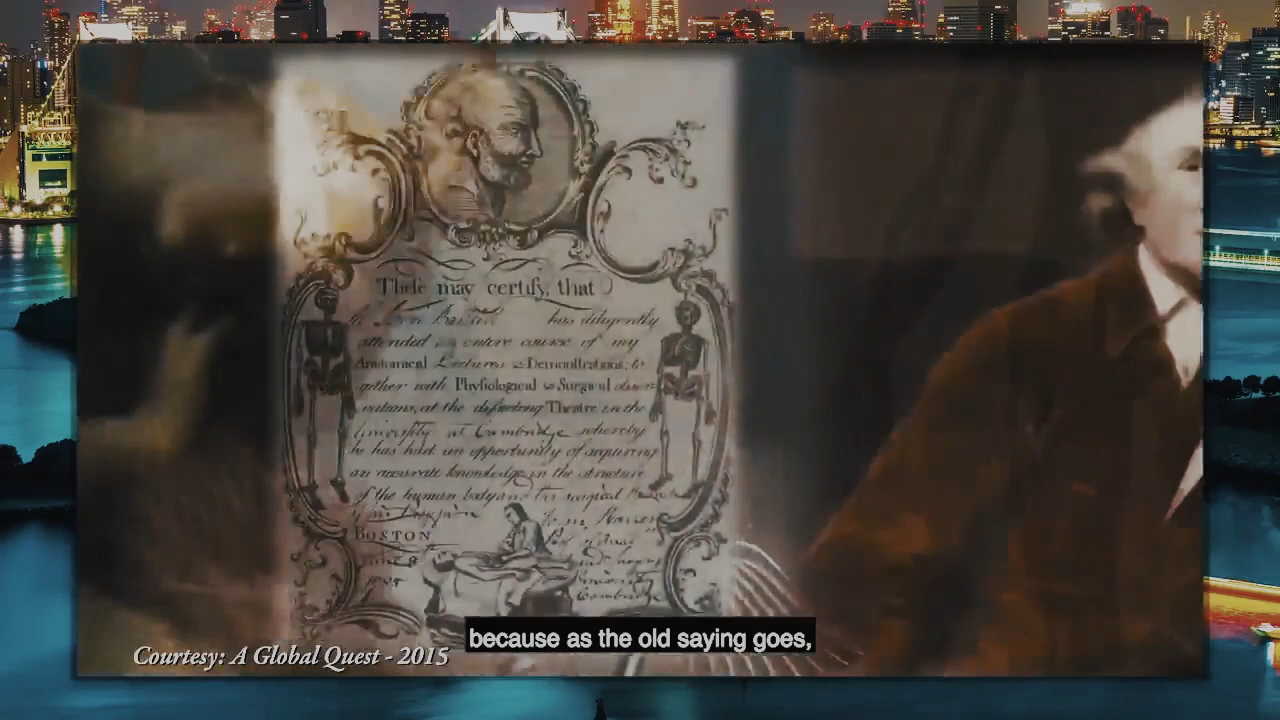 These may certify, that
has diligently
attended an entire course of my
Anatomical Lectures & Demonstrations; to
gether with Physiological & Surgical obser
vations, at the dissecting Theatre in the
University at Cambridge whereby
he has had an opportunity of acquiring
an accurate knowledge in the structure
of the human body and
BOSTON
Cambridge
because as the old saying goes,
Courtesy: A Global Quest - 2015